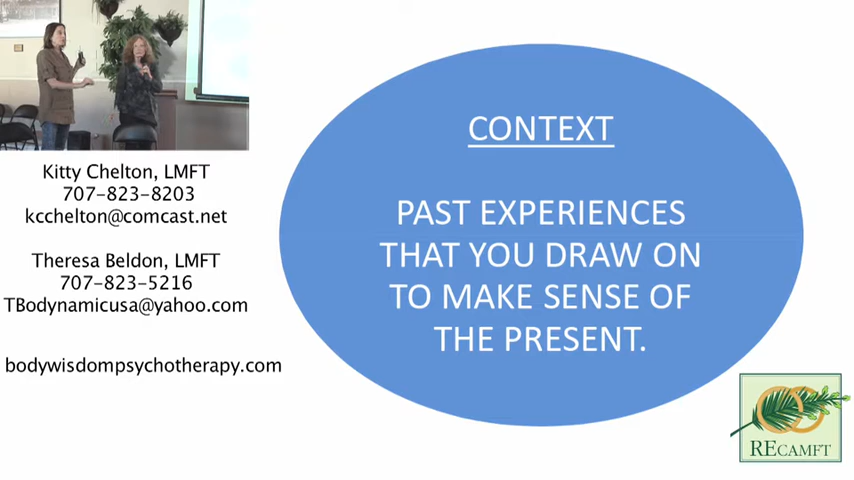 Kitty Chelton, LMFT
707-823-8203
kcchelton@comcast.net
Theresa Beldon, LMFT
707-823-5216
TBodynamicusa@yahoo.com
bodywisdompsychotherapy.com
CONTEXT
PAST EXPERIENCES
THAT YOU DRAW ON
TO MAKE SENSE OF
THE PRESENT.
RECAMFT